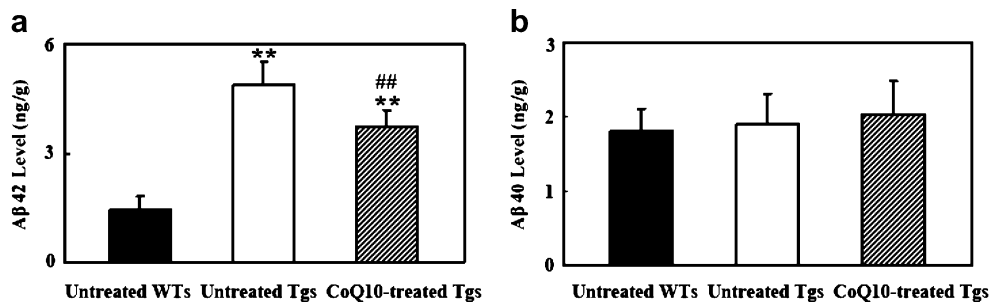 a
Aβ 42 Level (ng/g)
6
3
0
**
##
**
Untreated WTs Untreated Tgs CoQ10-treated Tgs
b
Aβ 40 Level (ng/g)
3
2
1
0
Untreated WTs Untreated Tgs CoQ10-treated Tgs